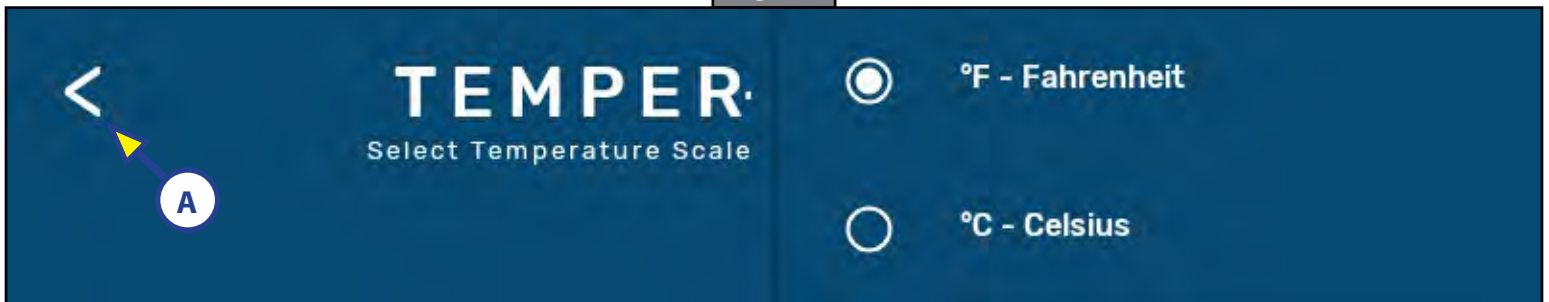 <
TEMPER
Select Temperature Scale
A
°F - Fahrenheit
°C - Celsius